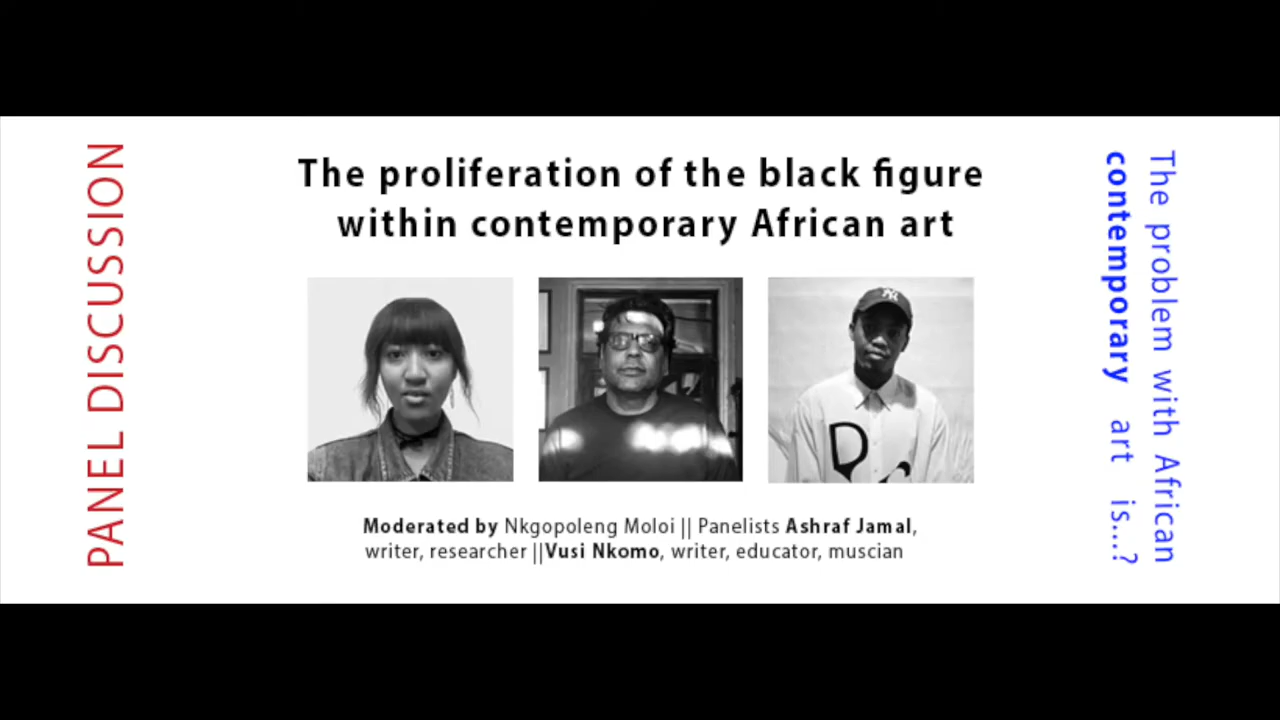 PANEL DISCUSSION
The proliferation of the black figure
within contemporary African art
NY
D
Moderated by Nkgopoleng Moloi || Panelists Ashraf Jamal,
writer, researcher ||Vusi Nkomo, writer, educator, muscian
The problem with African
contemporary art is....?